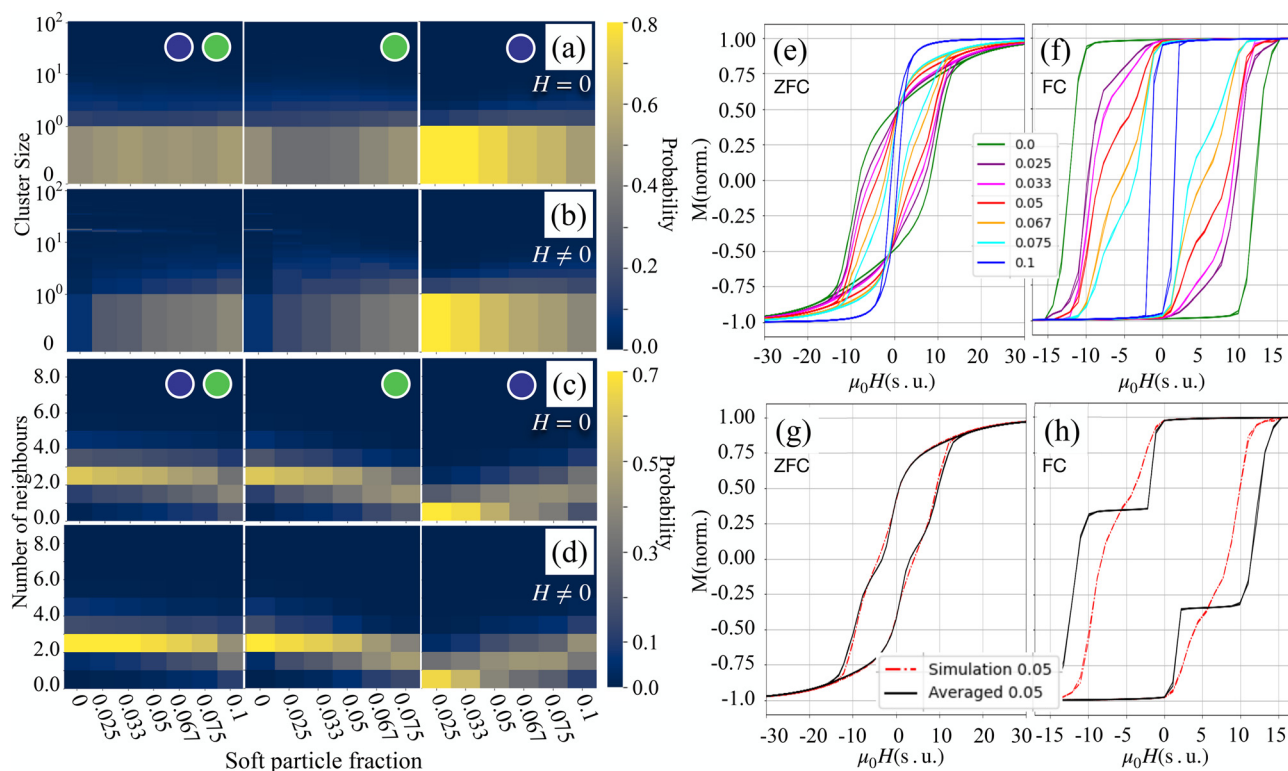 10²
10¹
10⁰
0
Cluster Size
(a)
H = 0
10²
10¹
10⁰
0
(b)
H ≠ 0
0.8
0.6
0.4
0.2
0.0
Probability
8.0
6.0
4.0
2.0
0.0
Number of neighbours
(c)
H = 0
8.0
6.0
4.0
2.0
0.0
(d)
H ≠ 0
0.7
0.5
0.3
0.1
0.0
Probability
0 0.025 0.033 0.05 0.067 0.075 0.1
0 0.025 0.033 0.05 0.067 0.075
0.025 0.033 0.05 0.067 0.075 0.1
Soft particle fraction
(e)
ZFC
1.00
0.75
0.50
0.25
0.00
-0.25
-0.50
-0.75
-1.0
M(norm.)
-30 -20 -10 0 10 20 30
μ₀H(s. u.)
(f)
FC
0.0
0.025
0.033
0.05
0.067
0.075
0.1
-15 -10 -5 0 5 10 15
μ₀H(s. u.)
(g)
ZFC
1.00
0.75
0.50
0.25
0.00
-0.25
-0.50
-0.75
-1.0
M(norm.)
-30 -20 -10 0 10 20 30
μ₀H(s. u.)
(h)
FC
Simulation 0.05
Averaged 0.05
-15 -10 -5 0 5 10 15
μ₀H(s. u.)